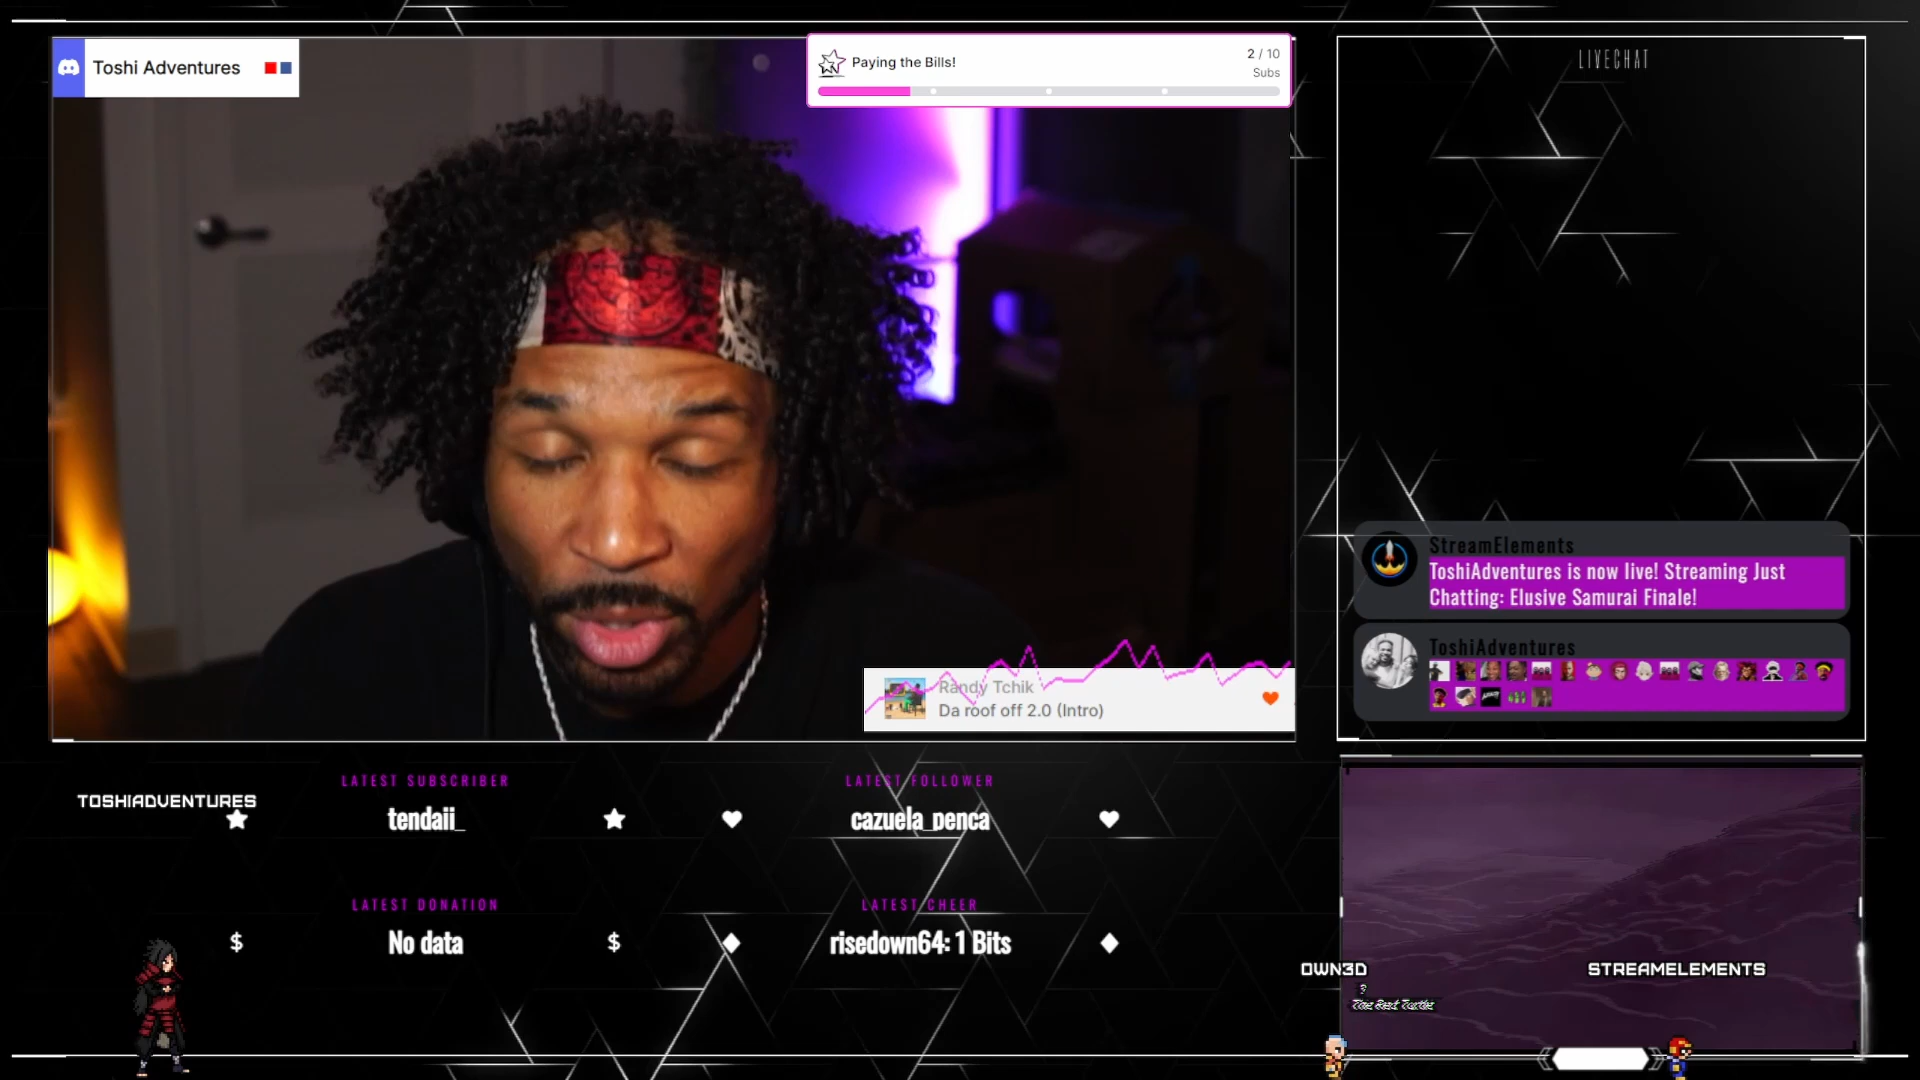 Toshi Adventures
Paying the Bills!
2 / 10
Subs
LIVECHAT
StreamElements
ToshiAdventures is now live! Streaming Just
Chatting: Elusive Samurai Finale!
ToshiAdventures
Randy Tchik
Da roof off 2.0 (Intro)
TOSHIADVENTURES
LATEST SUBSCRIBER
tendaii_
LATEST FOLLOWER
cazuela_penca
LATEST DONATION
$
No data
$
LATEST CHEER
risedown64: 1 Bits
OWN3D
STREAMELEMENTS